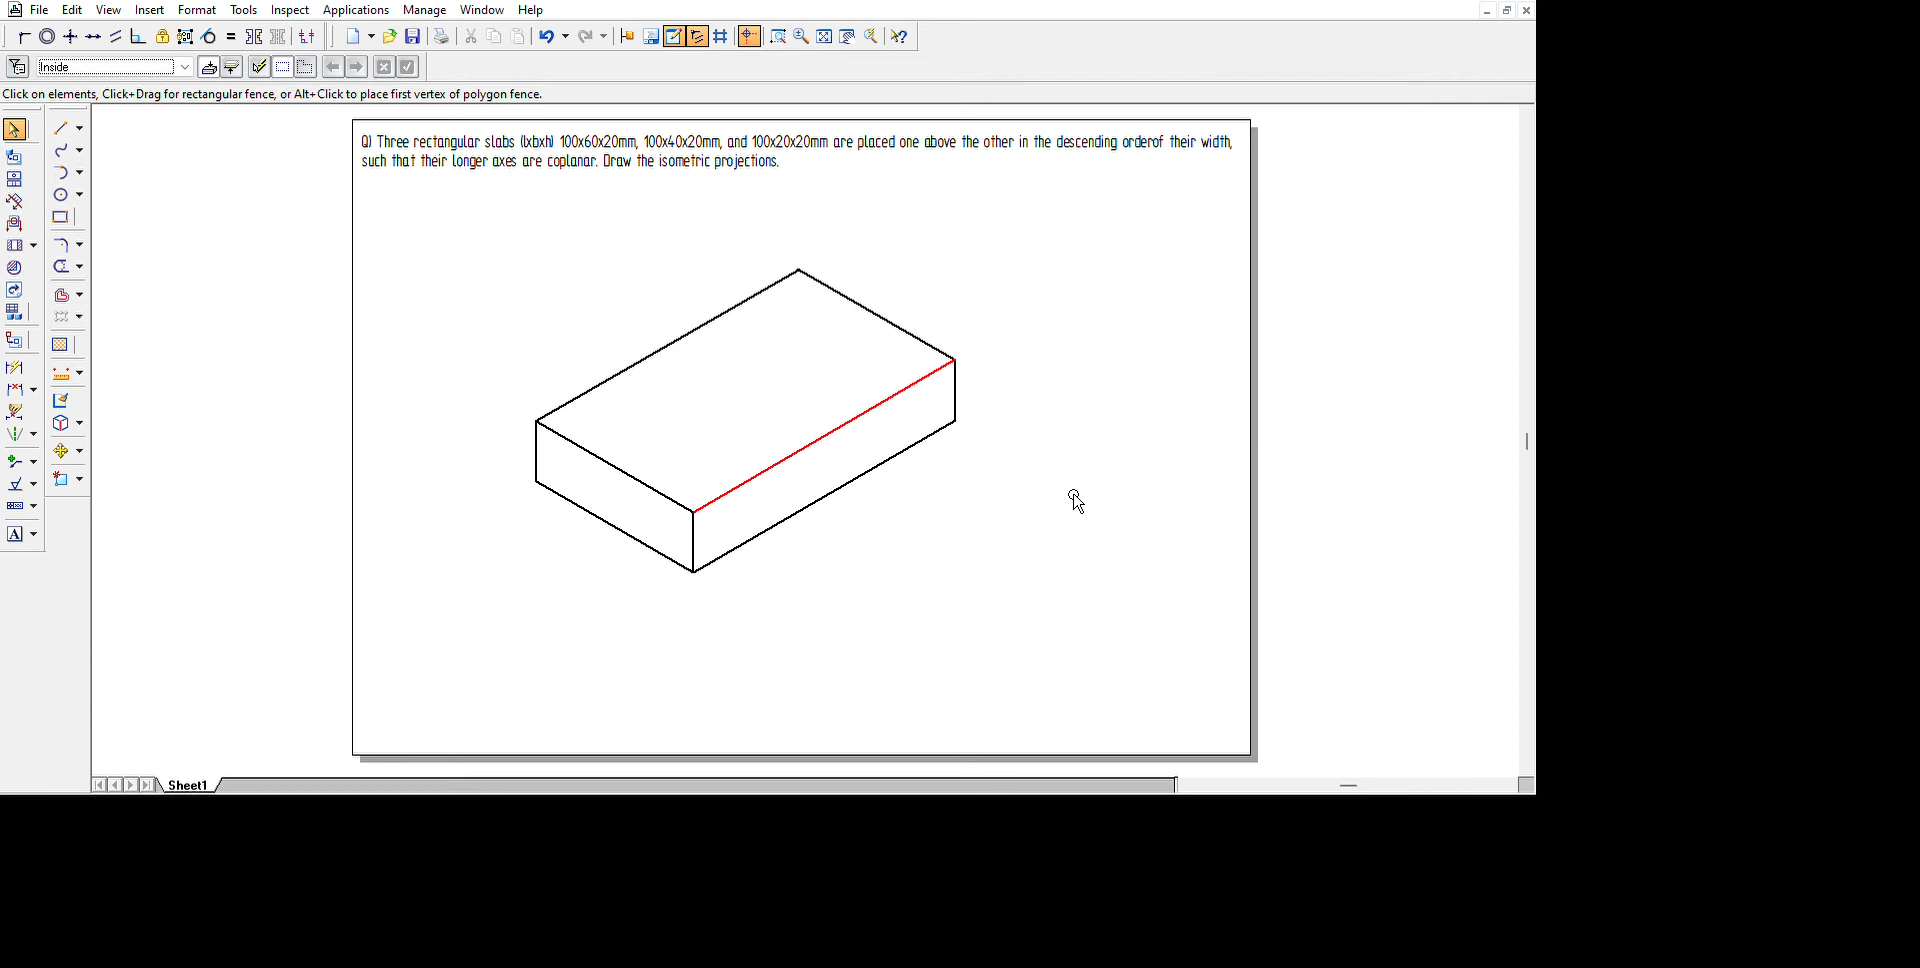 File Edit View Insert Format Tools Inspect Applications Manage Window Help
Inside
Click on elements, Click+Drag for rectangular fence, or Alt+Click to place first vertex of polygon fence.
Q) Three rectangular slabs (lxbxh) 100x60x20mm, 100x40x20mm, and 100x20x20mm are placed one above the other in the descending orderof their width,
such that their longer axes are coplanar. Draw the isometric projections.
A
Sheet1